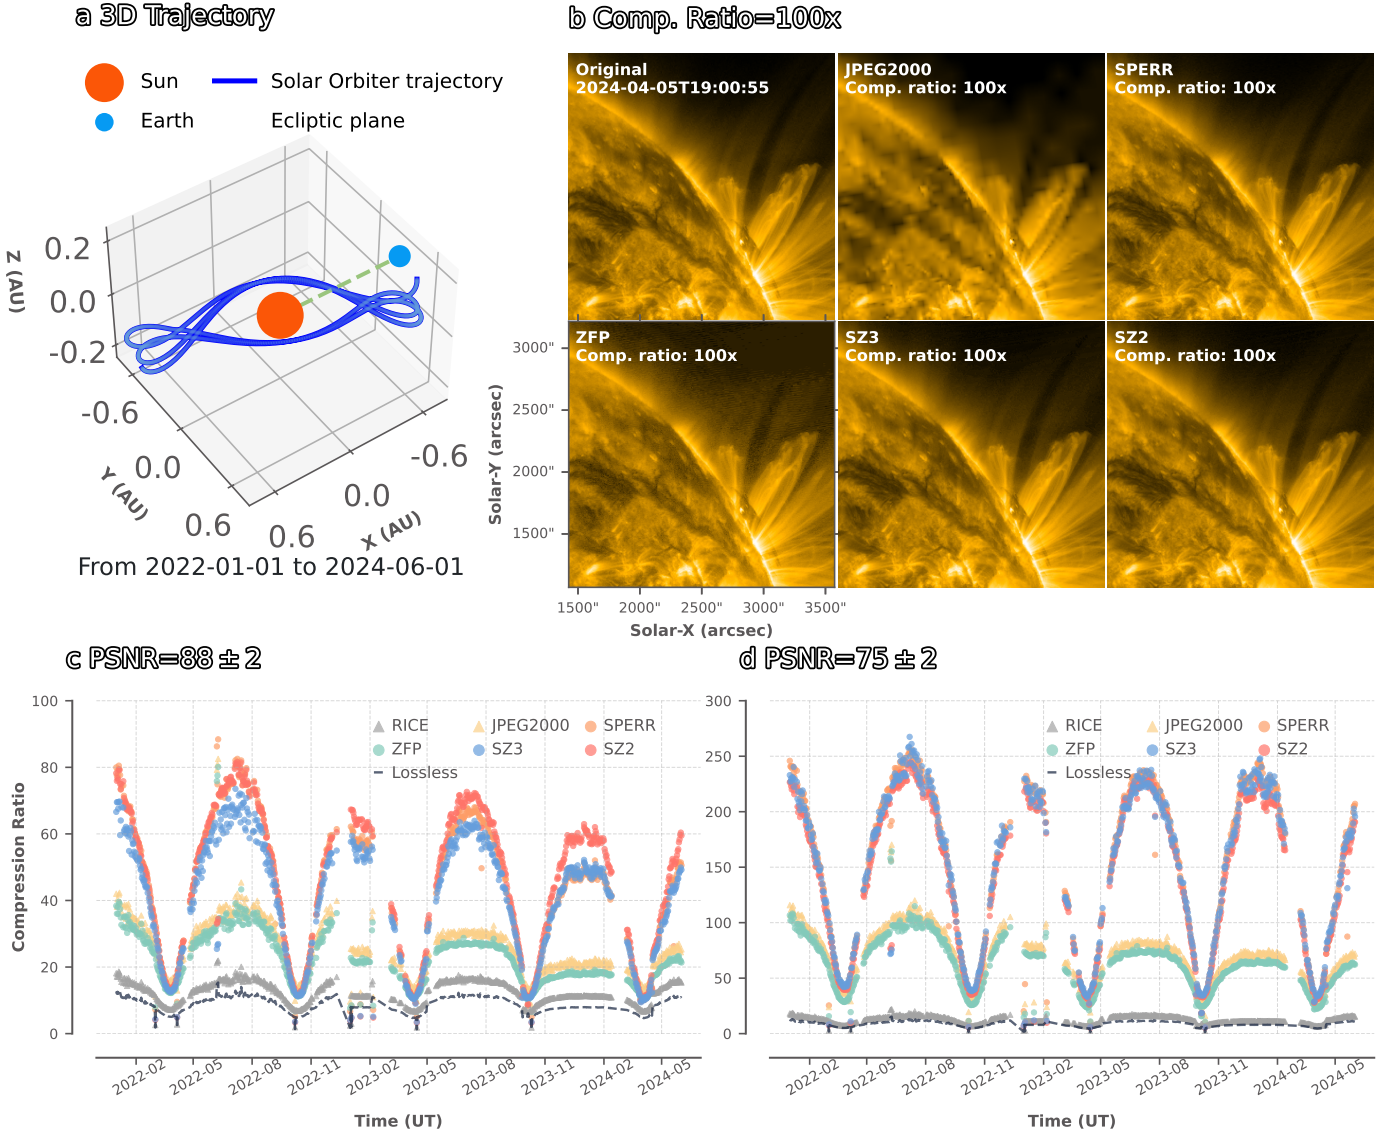 a 3D Trajectory
Sun
Solar Orbiter trajectory
Earth
Ecliptic plane
Z (AU)
0.2
0.0
-0.2
-0.6
0.0
0.6
Y (AU)
0.6
0.0
-0.6
X (AU)
From 2022-01-01 to 2024-06-01
b Comp. Ratio=100x
Original
2024-04-05T19:00:55
JPEG2000
Comp. ratio: 100x
SPERR
Comp. ratio: 100x
ZFP
Comp. ratio: 100x
SZ3
Comp. ratio: 100x
SZ2
Comp. ratio: 100x
Solar-Y (arcsec)
3000"
2500"
2000"
1500"
1500" 2000" 2500" 3000" 3500"
Solar-X (arcsec)
c PSNR=88 ± 2
Compression Ratio
100
80
60
40
20
0
RICE JPEG2000 SPERR
ZFP SZ3 SZ2
Lossless
2022-02 2022-05 2022-08 2022-11 2023-02 2023-05 2023-08 2023-11 2024-02 2024-05
Time (UT)
d PSNR=75 ± 2
300
250
200
150
100
50
0
RICE JPEG2000 SPERR
ZFP SZ3 SZ2
Lossless
2022-02 2022-05 2022-08 2022-11 2023-02 2023-05 2023-08 2023-11 2024-02 2024-05
Time (UT)